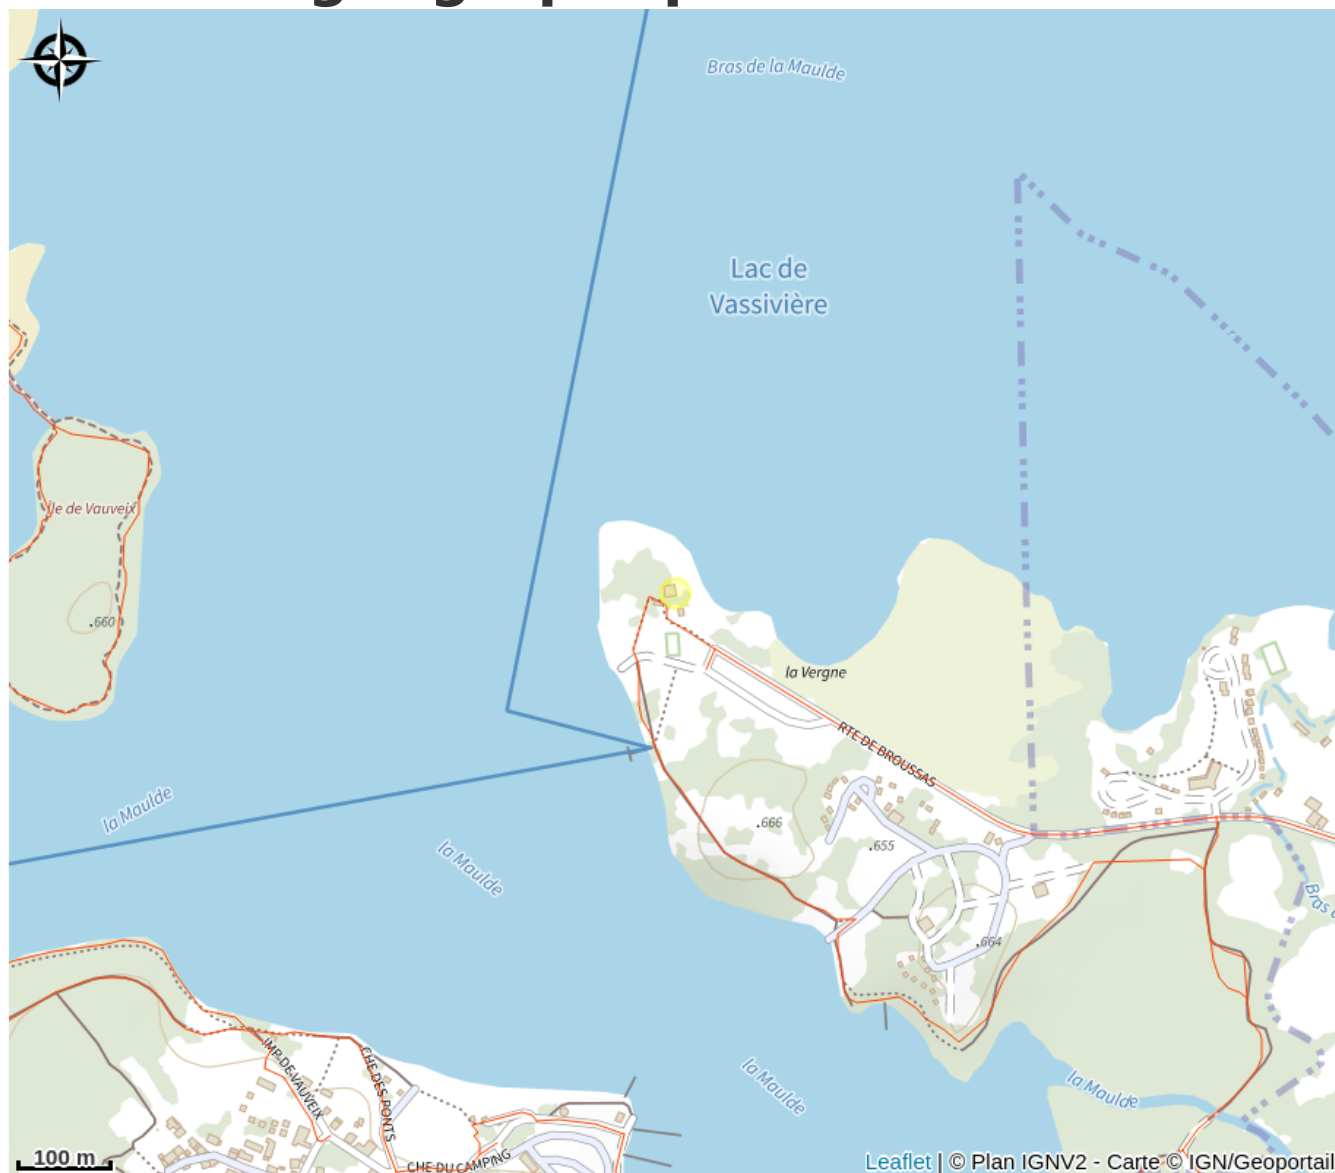 Bras de la Maulde
Lac de
Vassivière
Île de Vauveix
.660
la Vergne
RTE DE BROUSSAS
la Maulde
.666
.655
la Maulde
.664
la Maulde
la Maulde
IMP-DE-VAUVEIX
CHE DES PONTS
CHE DU CAMPING
100 m
Leaflet | © Plan IGNV2 - Carte © IGN/Geoportail